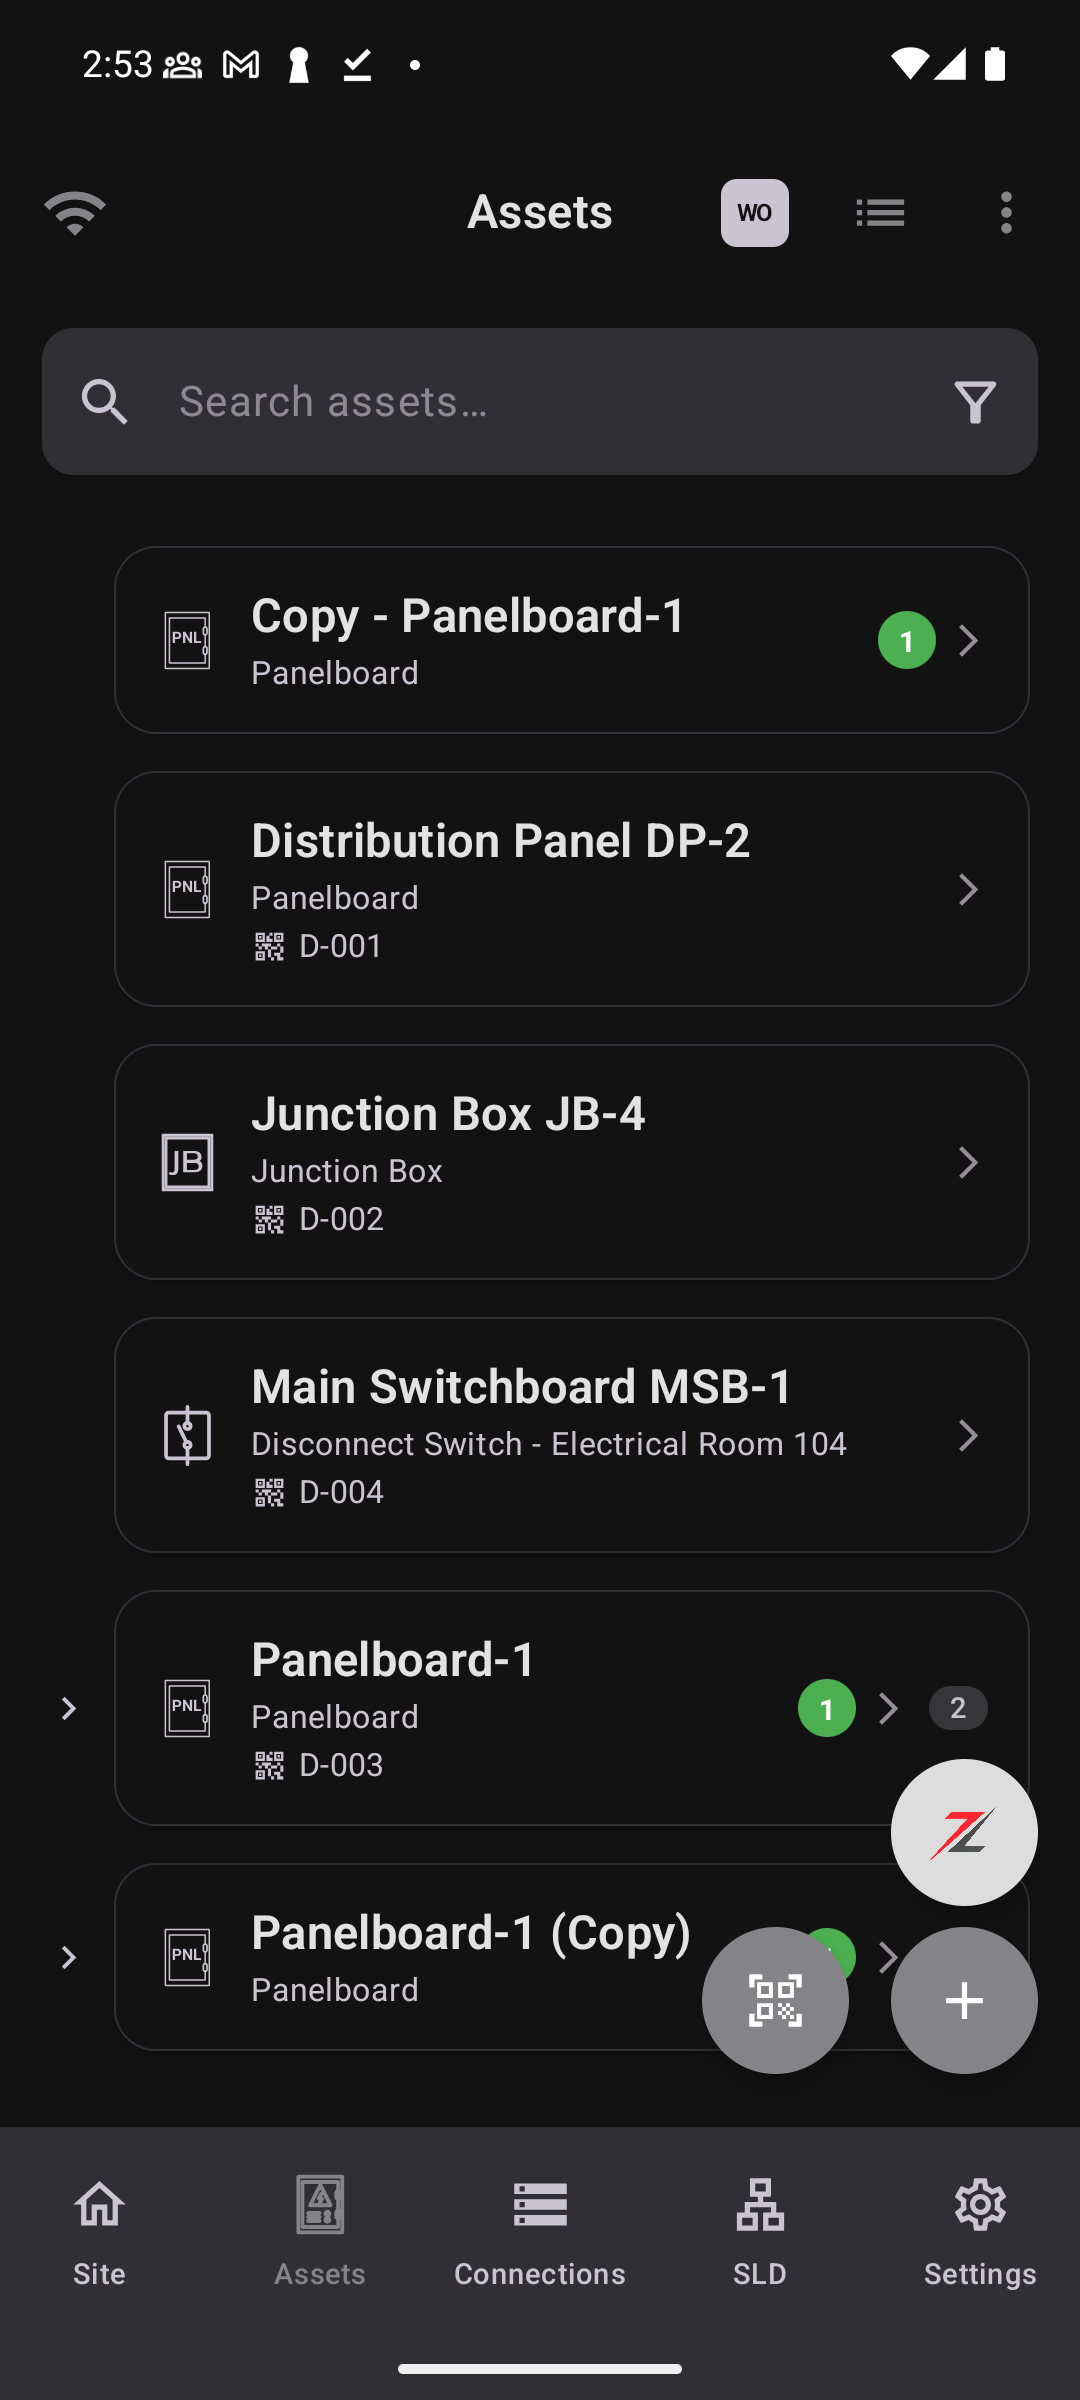 2:53
Assets
WO
Search assets...
Copy - Panelboard-1
PNL
Panelboard
1
Distribution Panel DP-2
PNL
Panelboard
D-001
Junction Box JB-4
JB
Junction Box
D-002
Main Switchboard MSB-1
Disconnect Switch - Electrical Room 104
D-004
Panelboard-1
PNL
Panelboard
1
2
D-003
Panelboard-1 (Copy)
PNL
Panelboard
Site
Assets
Connections
SLD
Settings